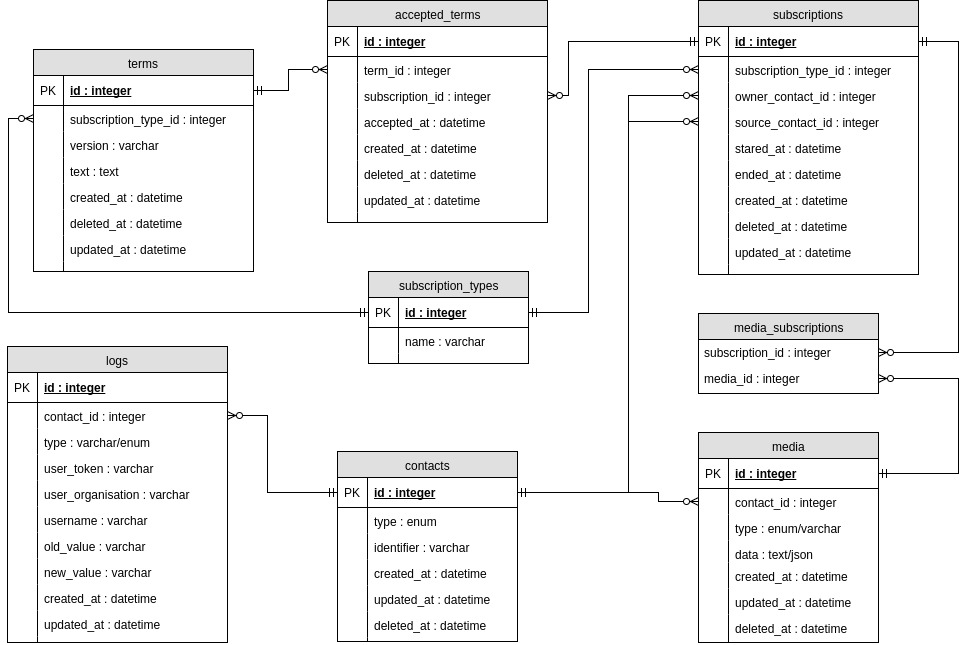 accepted_terms
PK id : integer
term_id : integer
subscription_id : integer
accepted_at : datetime
created_at : datetime
deleted_at : datetime
updated_at : datetime
subscriptions
PK id : integer
subscription_type_id : integer
owner_contact_id : integer
source_contact_id : integer
stared_at : datetime
ended_at : datetime
created_at : datetime
deleted_at : datetime
updated_at : datetime
terms
PK id : integer
subscription_type_id : integer
version : varchar
text : text
created_at : datetime
deleted_at : datetime
updated_at : datetime
subscription_types
PK id : integer
name : varchar
media_subscriptions
subscription_id : integer
media_id : integer
logs
PK id : integer
contact_id : integer
type : varchar/enum
user_token : varchar
user_organisation : varchar
username : varchar
old_value : varchar
new_value : varchar
created_at : datetime
updated_at : datetime
contacts
PK id : integer
type : enum
identifier : varchar
created_at : datetime
updated_at : datetime
deleted_at : datetime
media
PK id : integer
contact_id : integer
type : enum/varchar
data : text/json
created_at : datetime
updated_at : datetime
deleted_at : datetime